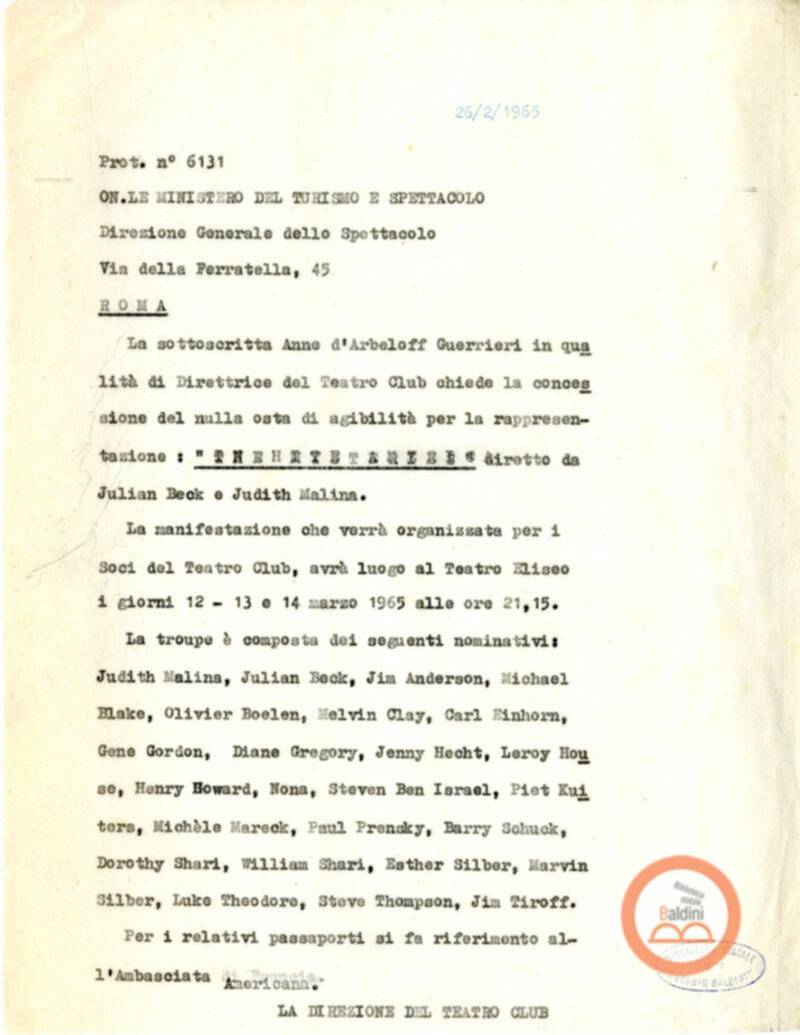 26/2/1965
Prot. n° 6131
ON.LE MINISTERO DEL TURISMO E SPETTACOLO
Direzione Generale dello Spettacolo
Via della Ferratella, 45
R O M A
La sottoscritta Anne d'Arbeloff Guerrieri in qua
lità di Direttrice del Teatro Club chiede la conces
sione del nulla osta di agibilità per la rappresen-
tazione : " " diretto da
Julian Beck e Judith Malina.
La manifestazione che verrà organizzata per i
Soci del Teatro Club, avrà luogo al Teatro Eliseo
i giorni 12 - 13 e 14 marzo 1965 alle ore 21,15.
La troupe è composta dei seguenti nominativi:
Judith Malina, Julian Beck, Jim Anderson, Michael
Blake, Olivier Boelen, Melvin Clay, Carl Einhorn,
Gene Gordon, Diane Gregory, Jenny Hecht, Leroy Hou
se, Henry Howard, Nona, Steven Ben Israel, Piet Kui
ters, Michèle Mareck, Paul Prensky, Barry Schuck,
Dorothy Shari, William Shari, Esther Silber, Marvin
Silber, Luke Theodore, Steve Thompson, Jim Tiroff.
Per i relativi passaporti si fa riferimento al-
l'Ambasciata Americana.
LA DIREZIONE DEL TEATRO CLUB
Biblioteca
statale
Baldini